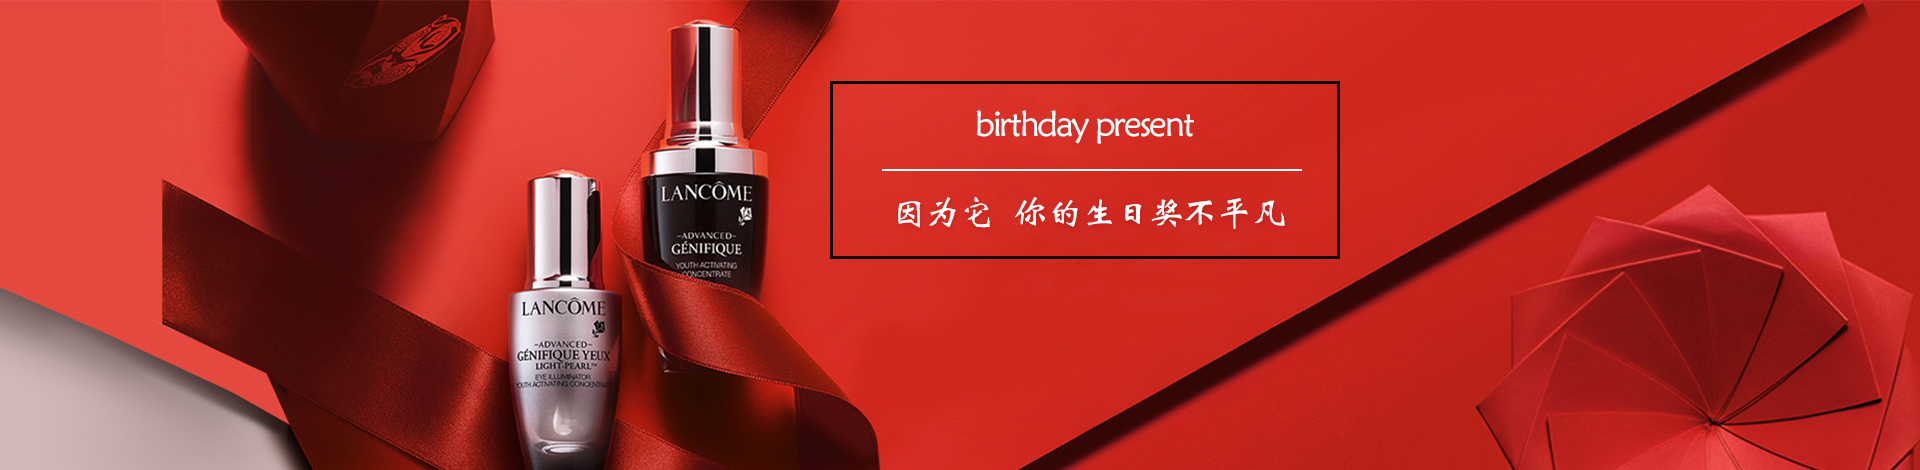 LANCÔME
-ADVANCED-
GÉNIFIQUE
YOUTH ACTIVATING
CONCENTRATE
LANCÔME
-ADVANCED-
GÉNIFIQUE YEUX
LIGHT-PEARL™
EYE ILLUMINATOR
YOUTH ACTIVATING CONCENTRATE
birthday present
因为它 你的生日奖不平凡